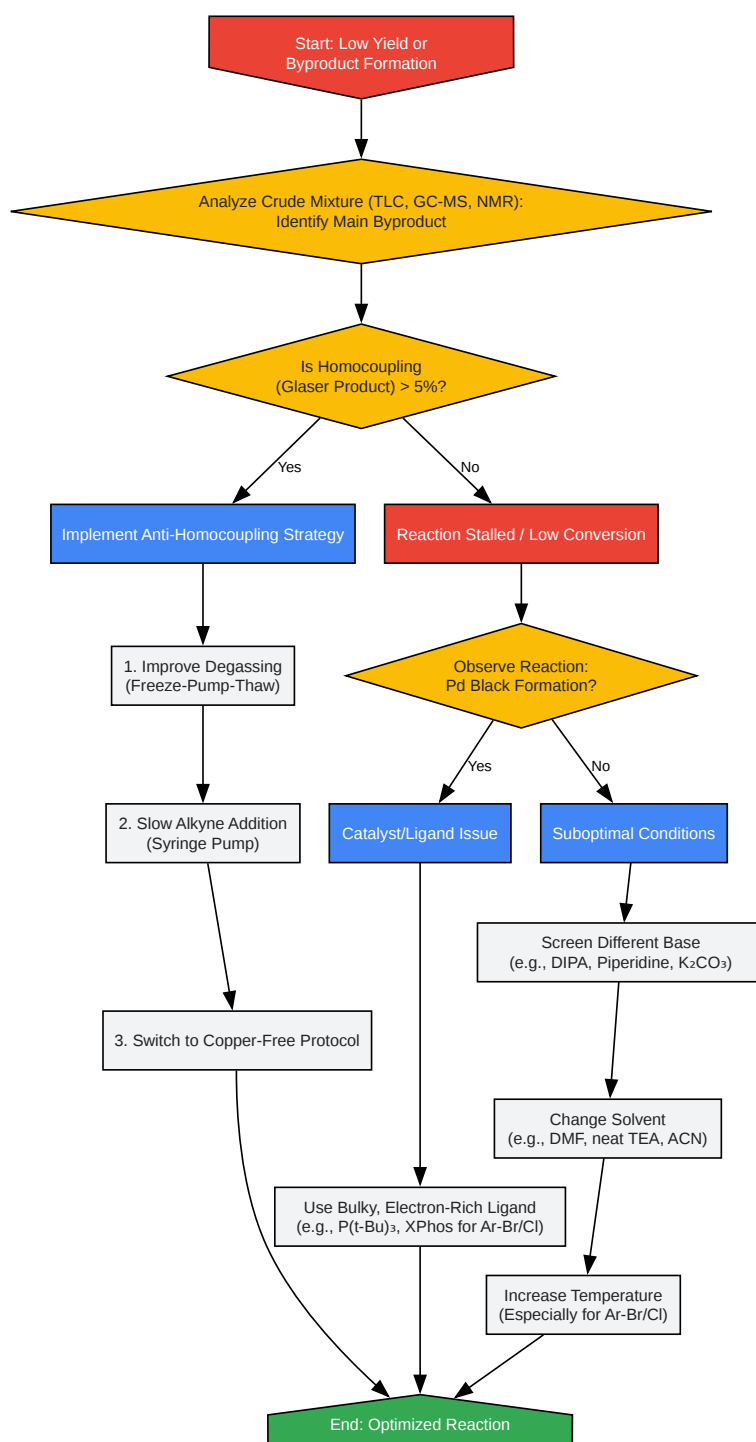 Start: Low Yield or
Byproduct Formation
Analyze Crude Mixture (TLC, GC-MS, NMR):
Identify Main Byproduct
Is Homocoupling
(Glaser Product) > 5%?
Yes
No
Implement Anti-Homocoupling Strategy
Reaction Stalled / Low Conversion
1. Improve Degassing
(Freeze-Pump-Thaw)
Observe Reaction:
Pd Black Formation?
Yes
No
2. Slow Alkyne Addition
(Syringe Pump)
Catalyst/Ligand Issue
Suboptimal Conditions
Screen Different Base
(e.g., DIPA, Piperidine, K₂CO₃)
3. Switch to Copper-Free Protocol
Change Solvent
(e.g., DMF, neat TEA, ACN)
Use Bulky, Electron-Rich Ligand
(e.g., P(t-Bu)₃, XPhos for Ar-Br/Cl)
Increase Temperature
(Especially for Ar-Br/Cl)
End: Optimized Reaction